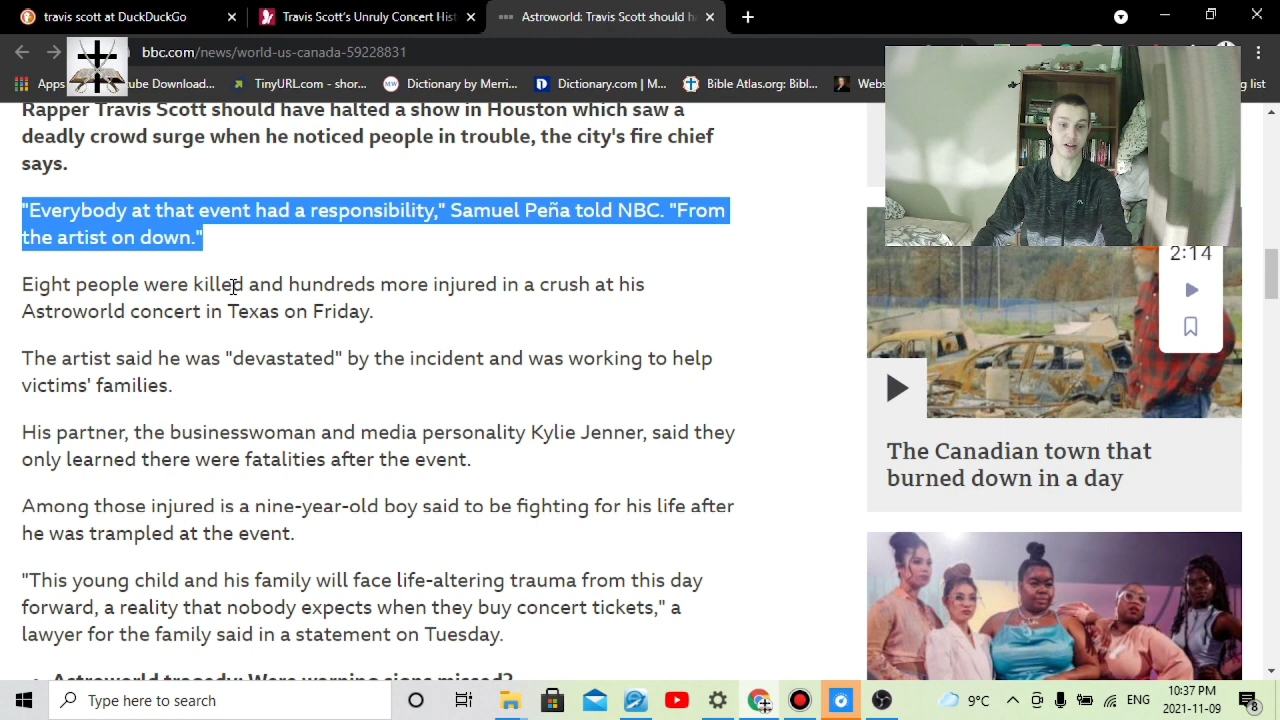 travis scott at DuckDuckGo
Travis Scott's Unruly Concert Hist
Astroworld: Travis Scott should ha
bbc.com/news/world-us-canada-59228831
Apps
ube Download...
TinyURL.com - shor...
Dictionary by Merri...
Dictionary.com | M...
Bible Atlas.org: Bibl...
Webs
g list
Rapper Travis Scott should have halted a show in Houston which saw a
deadly crowd surge when he noticed people in trouble, the city's fire chief
says.
"Everybody at that event had a responsibility," Samuel Peña told NBC. "From
the artist on down."
Eight people were killed and hundreds more injured in a crush at his
Astroworld concert in Texas on Friday.
The artist said he was "devastated" by the incident and was working to help
victims' families.
His partner, the businesswoman and media personality Kylie Jenner, said they
only learned there were fatalities after the event.
Among those injured is a nine-year-old boy said to be fighting for his life after
he was trampled at the event.
"This young child and his family will face life-altering trauma from this day
forward, a reality that nobody expects when they buy concert tickets," a
lawyer for the family said in a statement on Tuesday.
Astroworld tragedy: Were warning signs missed?
2:14
The Canadian town that
burned down in a day
Type here to search
9°C
ENG
10:37 PM
2021-11-09
8